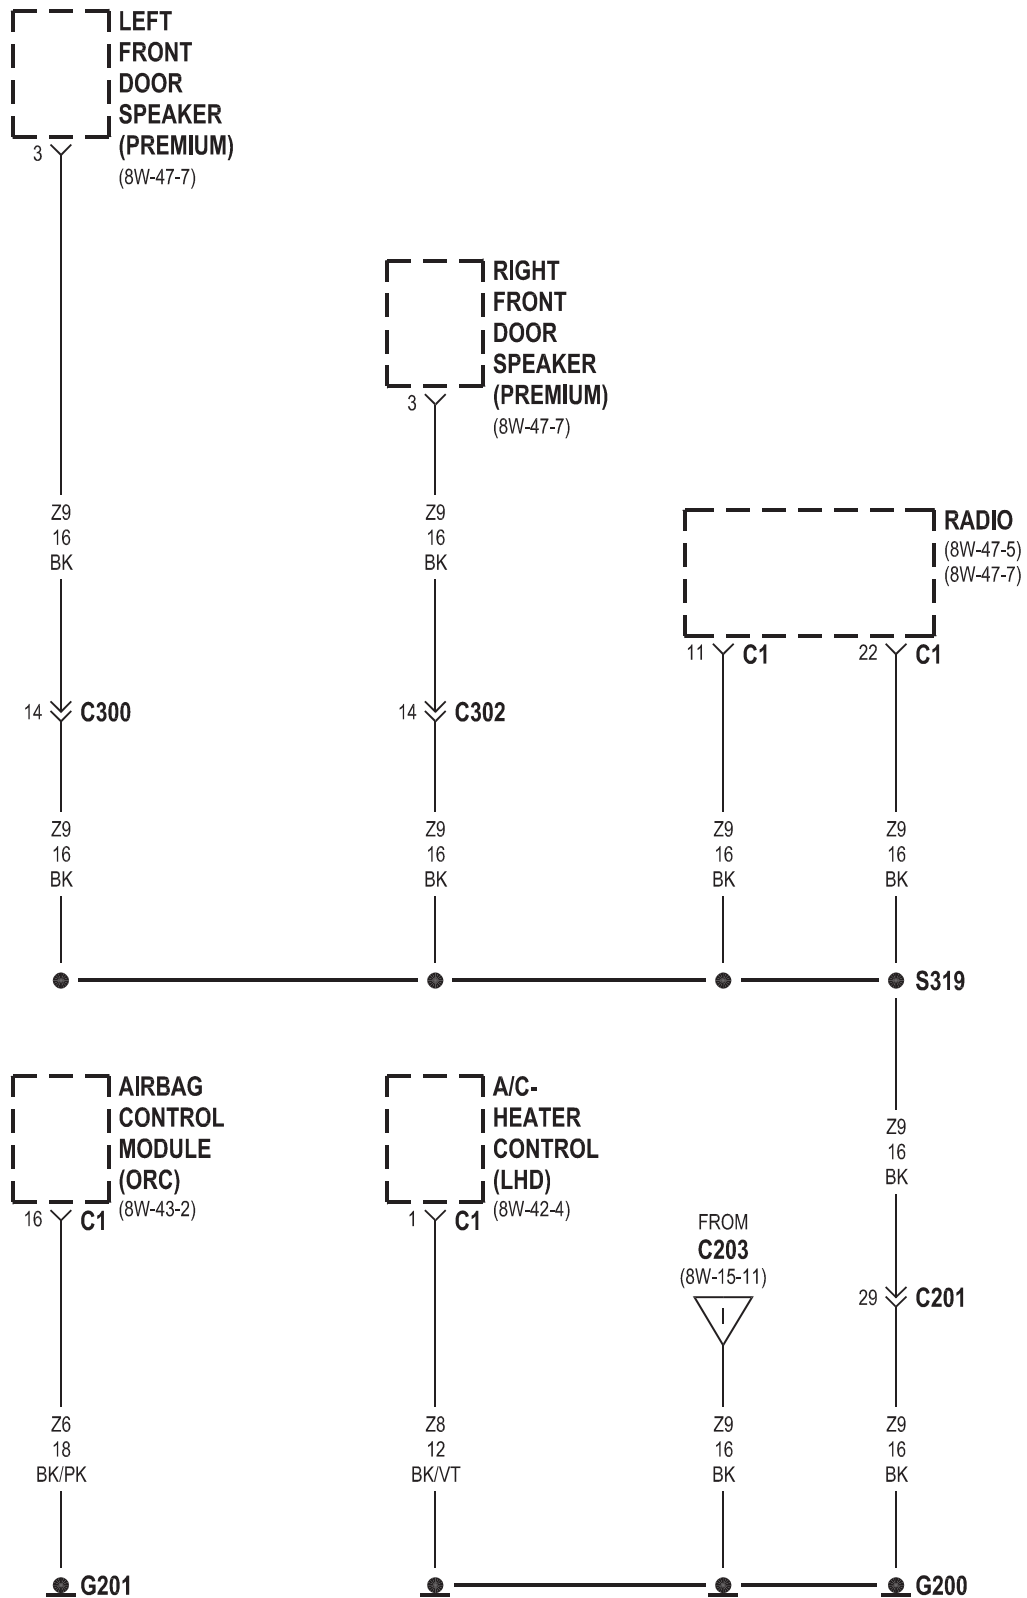 LEFT
FRONT
DOOR
SPEAKER
(PREMIUM)
(8W-47-7)
3
RIGHT
FRONT
DOOR
SPEAKER
(PREMIUM)
(8W-47-7)
3
Z9
16
BK
Z9
16
BK
RADIO
(8W-47-5)
(8W-47-7)
11 C1
22 C1
14 C300
14 C302
Z9
16
BK
Z9
16
BK
Z9
16
BK
Z9
16
BK
S319
AIRBAG
CONTROL
MODULE
(ORC)
(8W-43-2)
16 C1
A/C-
HEATER
CONTROL
(LHD)
(8W-42-4)
1 C1
Z9
16
BK
FROM
C203
(8W-15-11)
I
29 C201
Z6
18
BK/PK
Z8
12
BK/VT
Z9
16
BK
Z9
16
BK
G201
G200